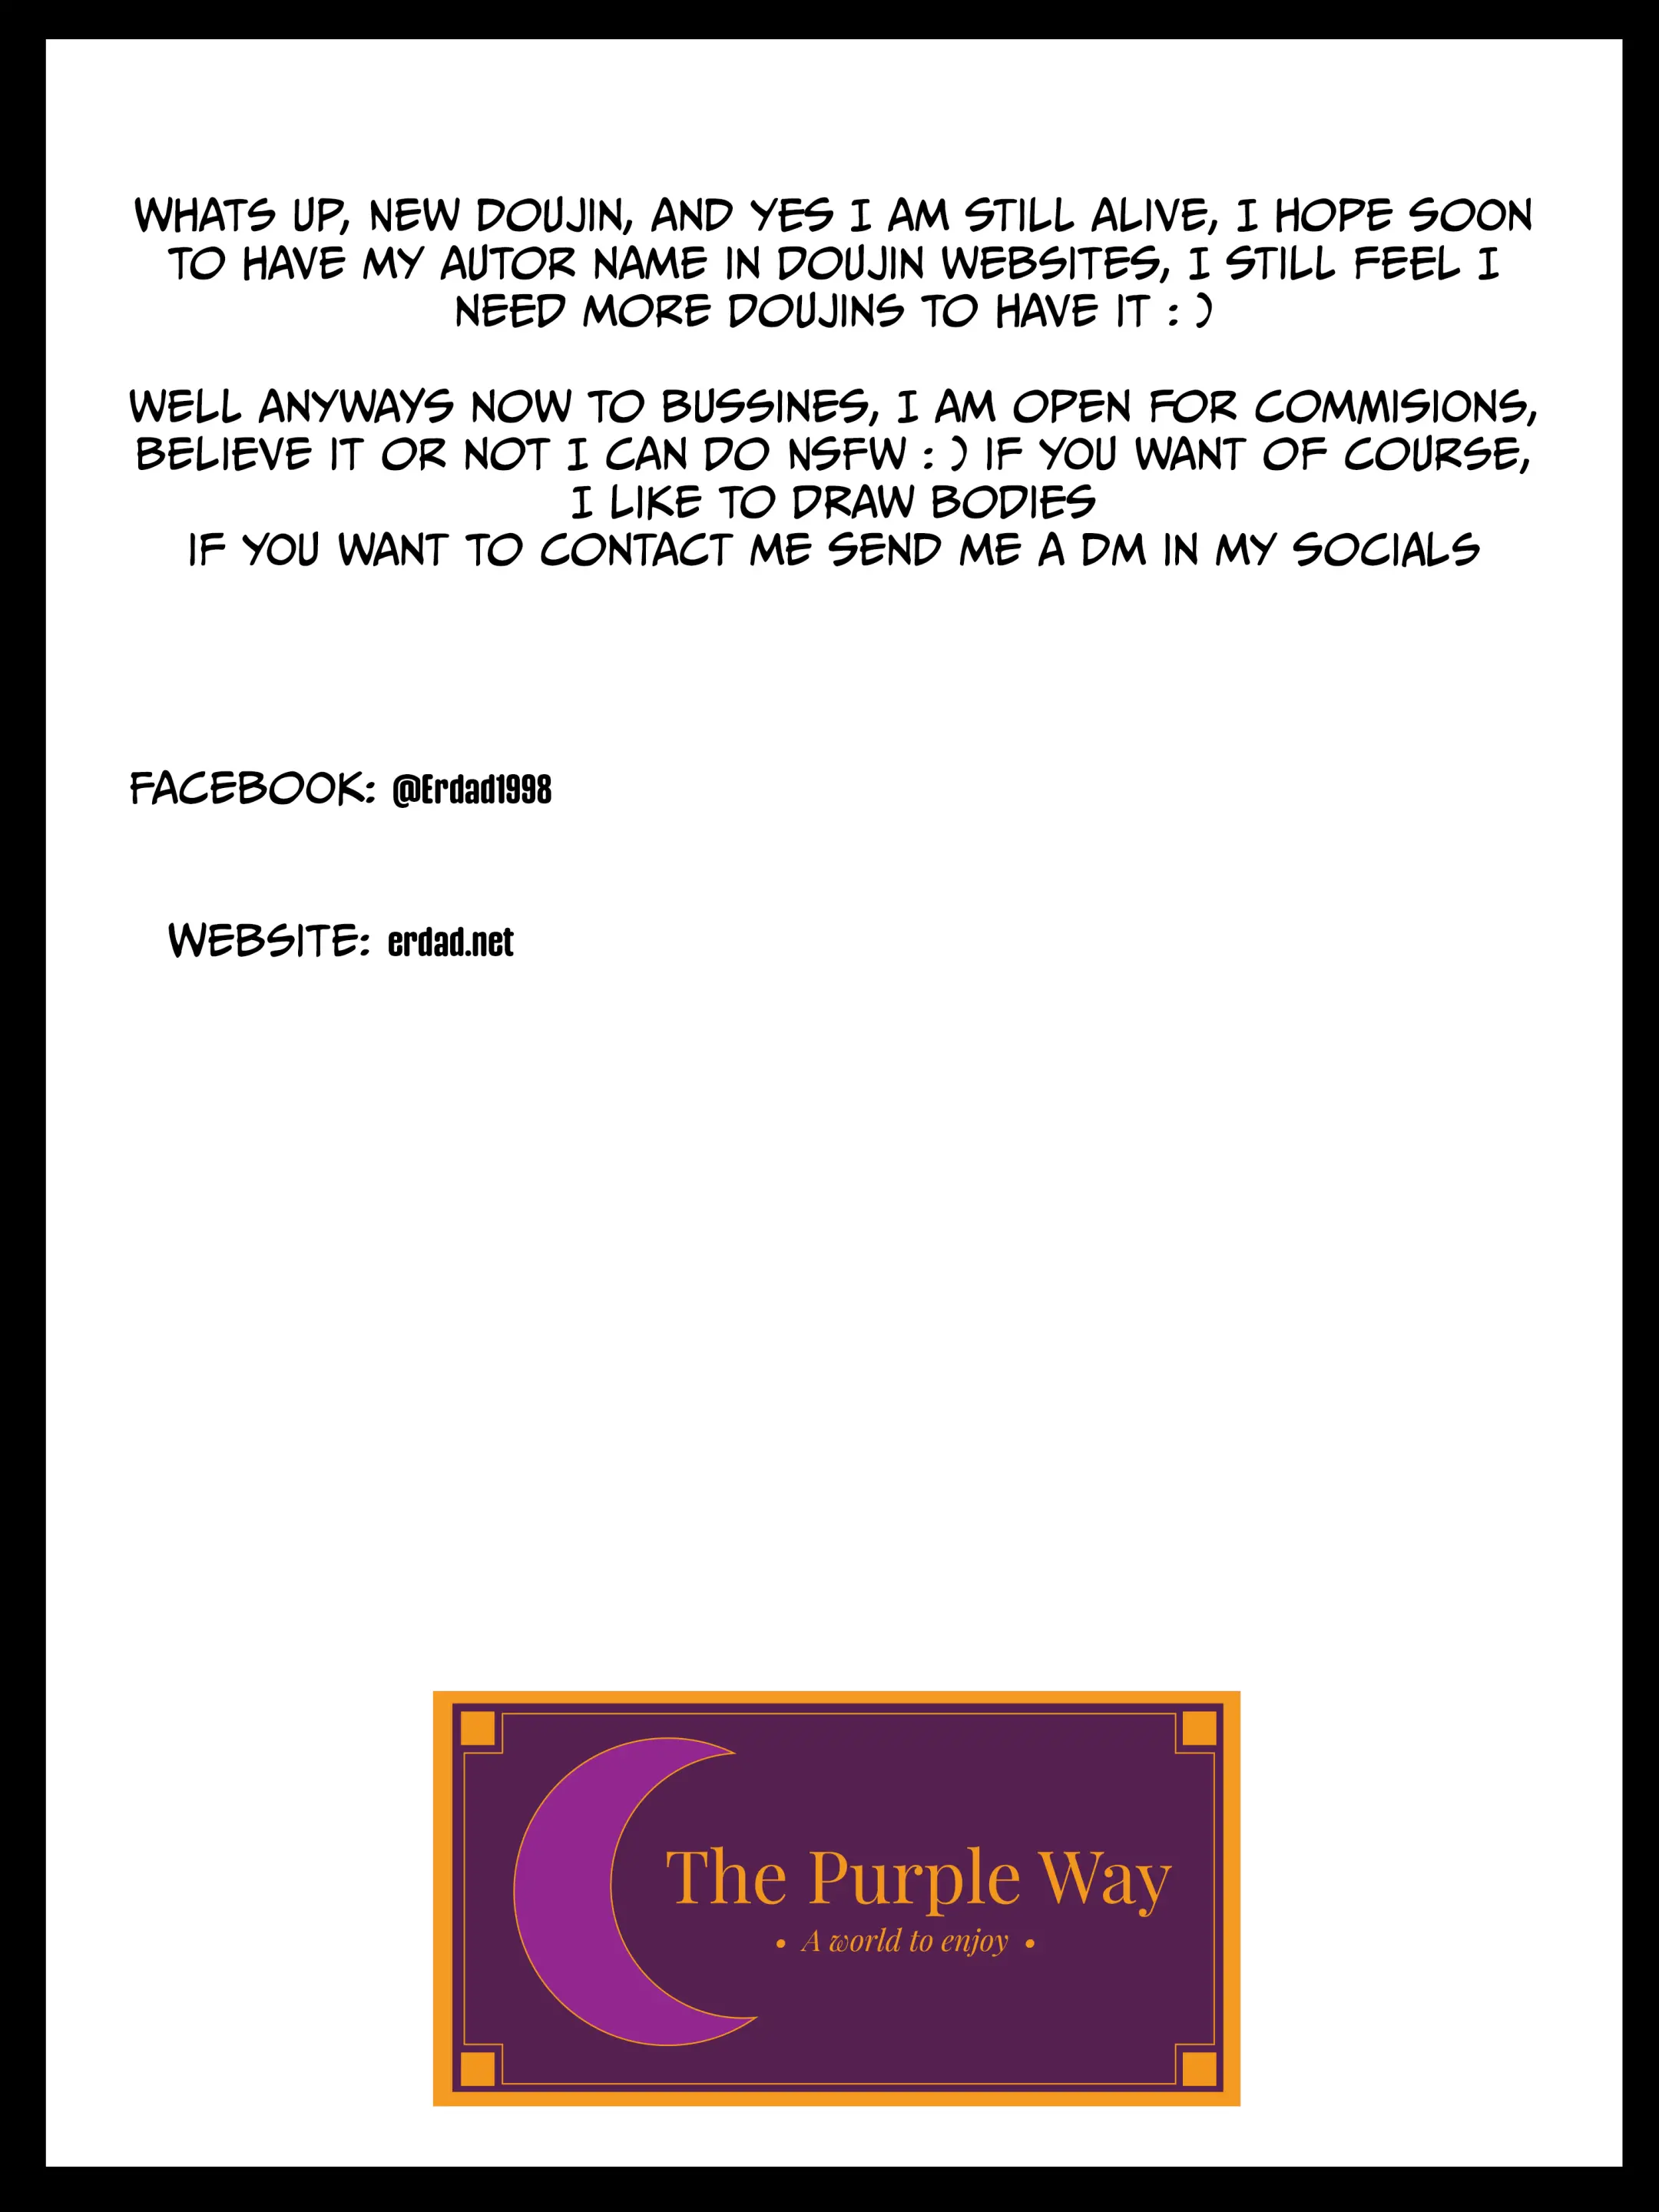 WHATS UP, NEW DOUJIN, AND YES I AM STILL ALIVE, I HOPE SOON
TO HAVE MY AUTOR NAME IN DOUJIN WEBSITES, I STILL FEEL I
NEED MORE DOUJINS TO HAVE IT : )
WELL ANYWAYS NOW TO BUSSINES, I AM OPEN FOR COMMISIONS,
BELIEVE IT OR NOT I CAN DO NSFW : ) IF YOU WANT OF COURSE,
I LIKE TO DRAW BODIES
IF YOU WANT TO CONTACT ME SEND ME A DM IN MY SOCIALS
FACEBOOK: @Erdad1998
WEBSITE: erdad.net
The Purple Way
• A world to enjoy •